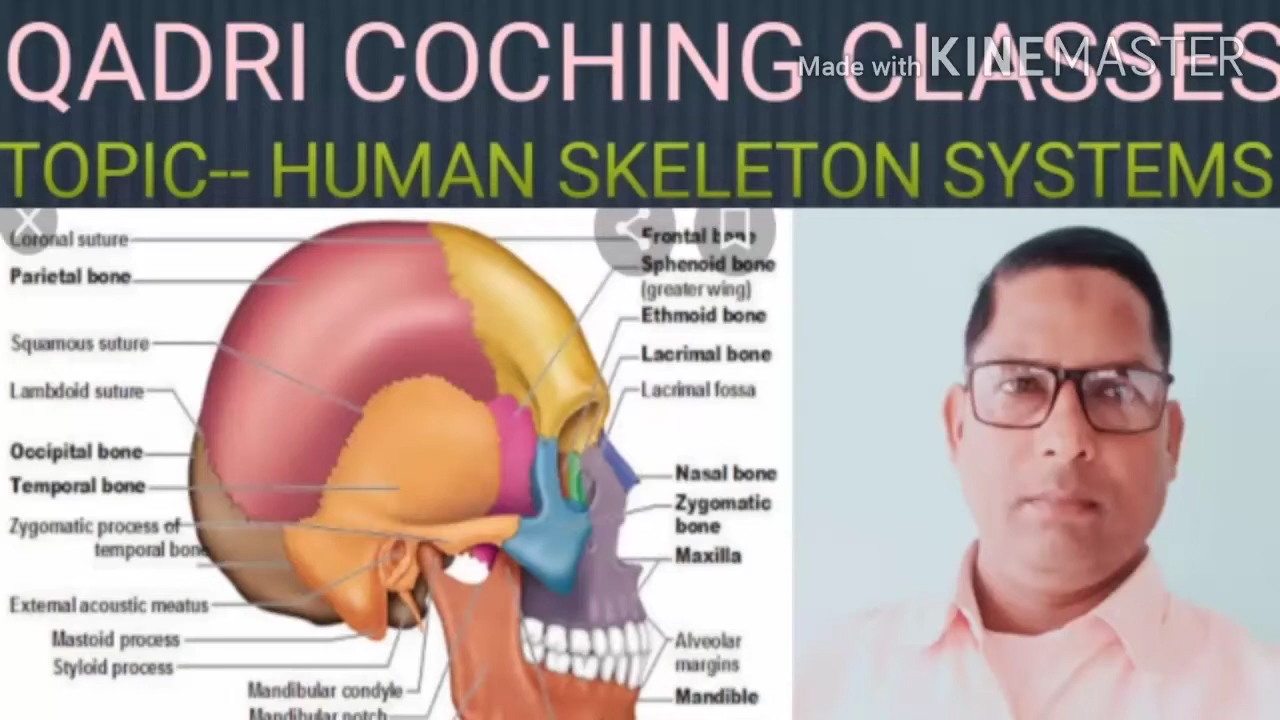 QADRI COCHING CLASSES
Made with KINEMASTER
TOPIC-- HUMAN SKELETON SYSTEMS
Coronal suture
Parietal bone
Squamous suture
Lambdoid suture
Occipital bone
Temporal bone
Zygomatic process of
temporal bone
External acoustic meatus
Mastoid process
Styloid process
Mandibular condyle
Mandibular notch
Frontal bone
Sphenoid bone
(greater wing)
Ethmoid bone
Lacrimal bone
Lacrimal fossa
Nasal bone
Zygomatic
bone
Maxilla
Alveolar
margins
Mandible